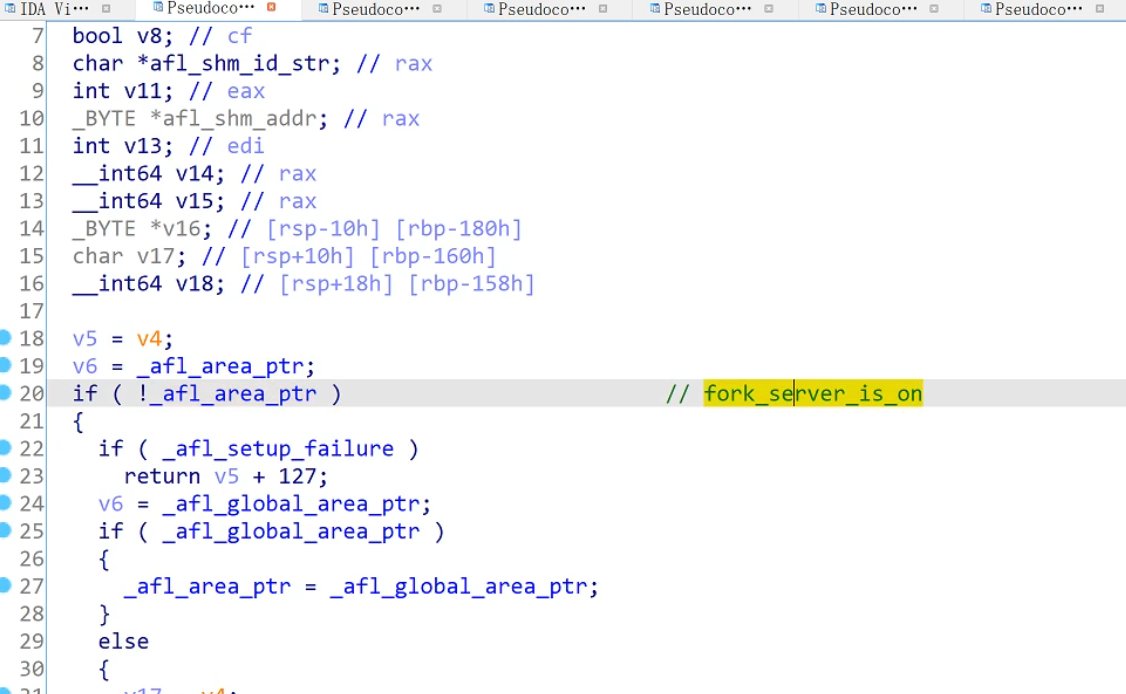 IDA Vi··· Pseudoco··· Pseudoco··· Pseudoco··· Pseudoco··· Pseudoco··· Pseudoco···
7 bool v8; // cf
8 char *afl_shm_id_str; // rax
9 int v11; // eax
10 _BYTE *afl_shm_addr; // rax
11 int v13; // edi
12 __int64 v14; // rax
13 __int64 v15; // rax
14 _BYTE *v16; // [rsp-10h] [rbp-180h]
15 char v17; // [rsp+10h] [rbp-160h]
16 __int64 v18; // [rsp+18h] [rbp-158h]
17
18 v5 = v4;
19 v6 = _afl_area_ptr;
20 if ( !_afl_area_ptr ) // fork_server_is_on
21 {
22 if ( _afl_setup_failure )
23 return v5 + 127;
24 v6 = _afl_global_area_ptr;
25 if ( _afl_global_area_ptr )
26 {
27 _afl_area_ptr = _afl_global_area_ptr;
28 }
29 else
30 {
31 v17 = v4;